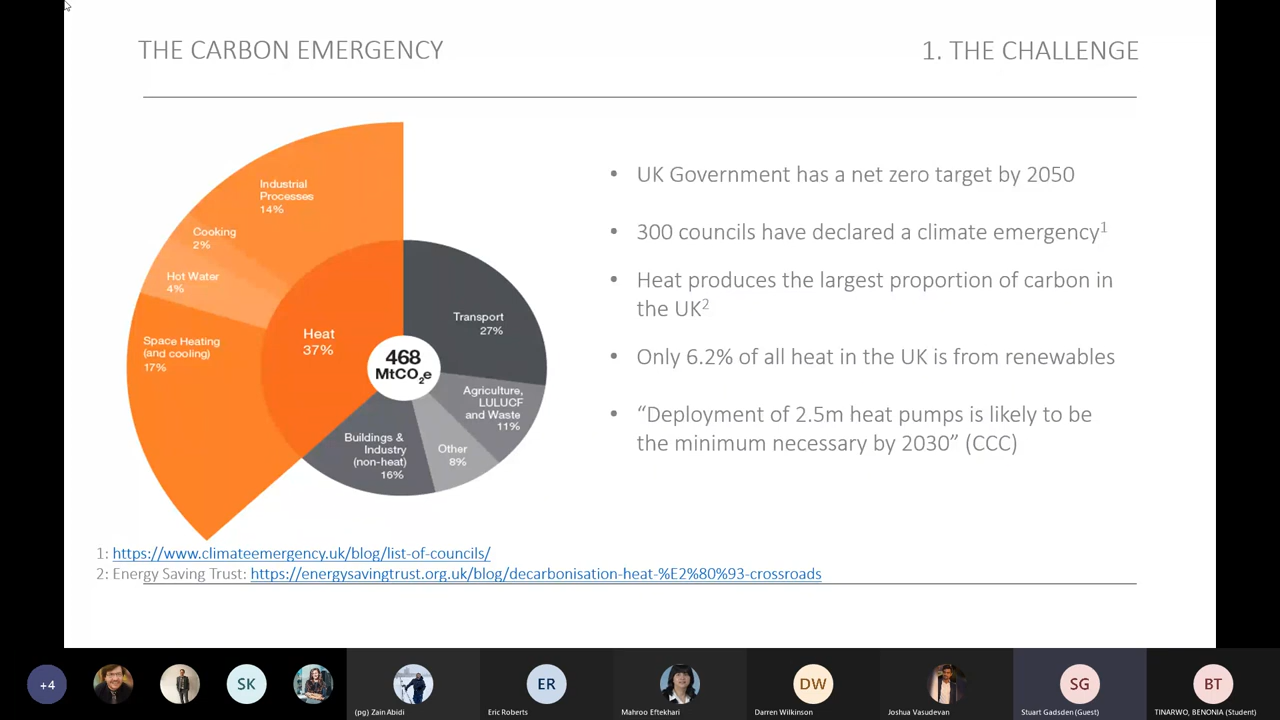 THE CARBON EMERGENCY
1. THE CHALLENGE
Industrial
Processes
14%
Cooking
2%
Hot Water
4%
Space Heating
(and cooling)
17%
Heat
37%
468
MtCO₂e
Transport
27%
Agriculture,
LULUCF
and Waste
11%
Other
8%
Buildings &
Industry
(non-heat)
16%
• UK Government has a net zero target by 2050
• 300 councils have declared a climate emergency¹
• Heat produces the largest proportion of carbon in
the UK²
• Only 6.2% of all heat in the UK is from renewables
• “Deployment of 2.5m heat pumps is likely to be
the minimum necessary by 2030” (CCC)
1: https://www.climateemergency.uk/blog/list-of-councils/
2: Energy Saving Trust: https://energysavingtrust.org.uk/blog/decarbonisation-heat-%E2%80%93-crossroads
+4
SK
(pg) Zain Abidi
ER
Eric Roberts
Mahroo Eftekhari
DW
Darren Wilkinson
Joshua Vasudevan
SG
Stuart Gadsden (Guest)
BT
TINARWO, BENONIA (Student)